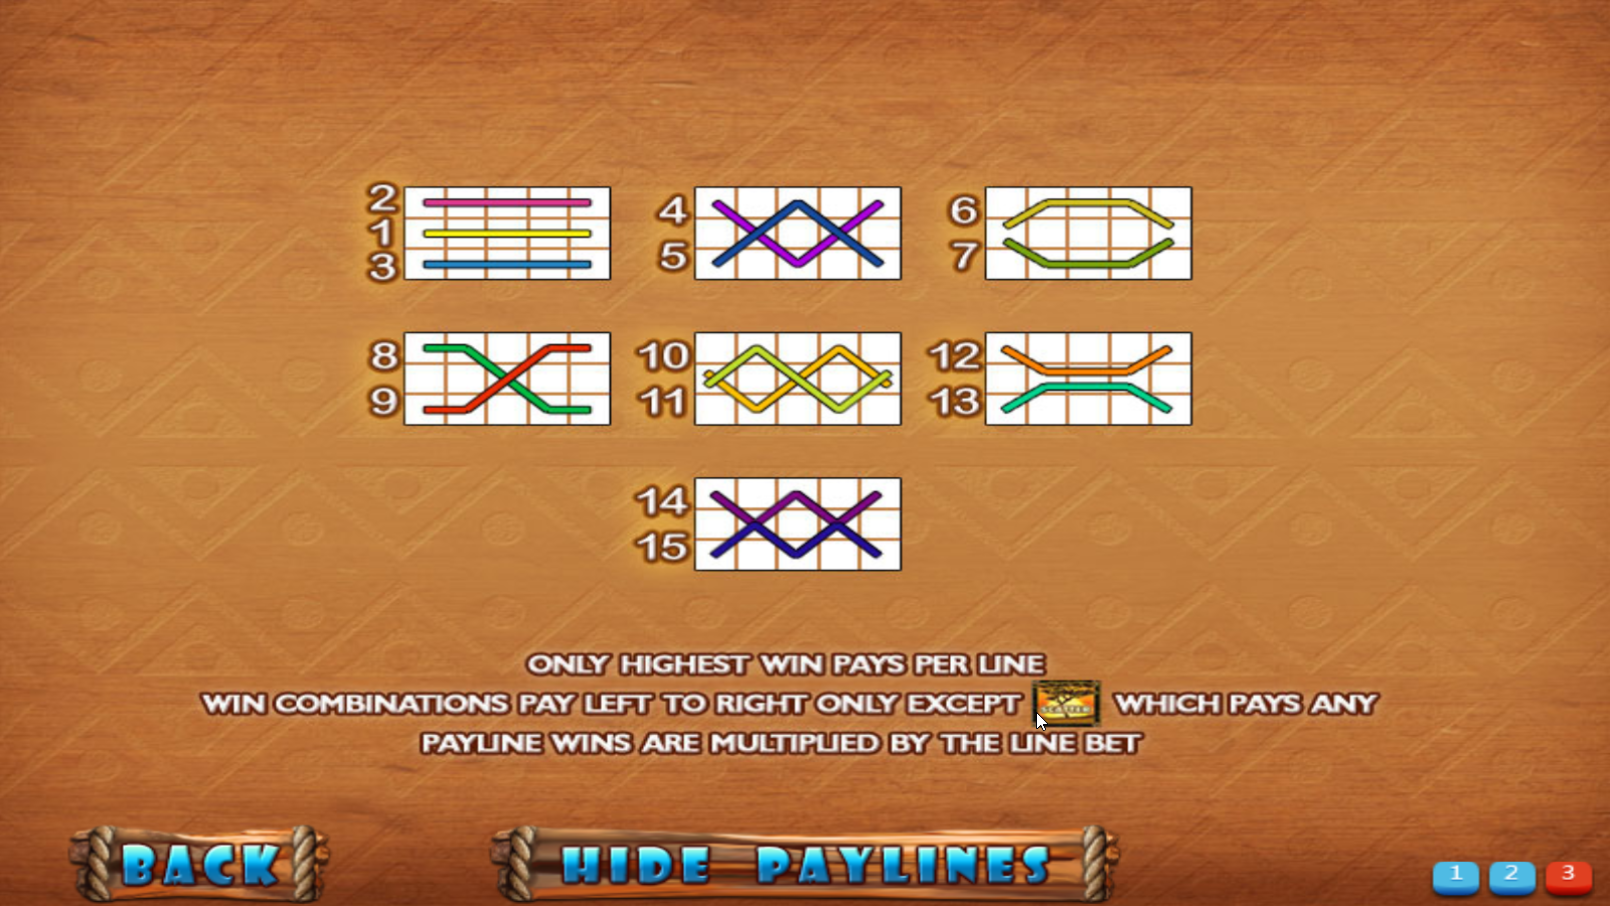 2
1
3
4
5
6
7
8
9
10
11
12
13
14
15
ONLY HIGHEST WIN PAYS PER LINE
WIN COMBINATIONS PAY LEFT TO RIGHT ONLY EXCEPT SCATTER WHICH PAYS ANY
PAYLINE WINS ARE MULTIPLIED BY THE LINE BET
BACK
HIDE PAYLINES
1 2 3